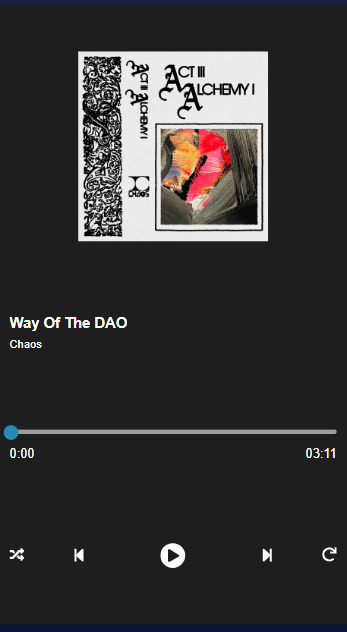 ACT III
ALCHEMY I
ACT III ALCHEMY I
CHAOS
Way Of The DAO
Chaos
0:00
03:11